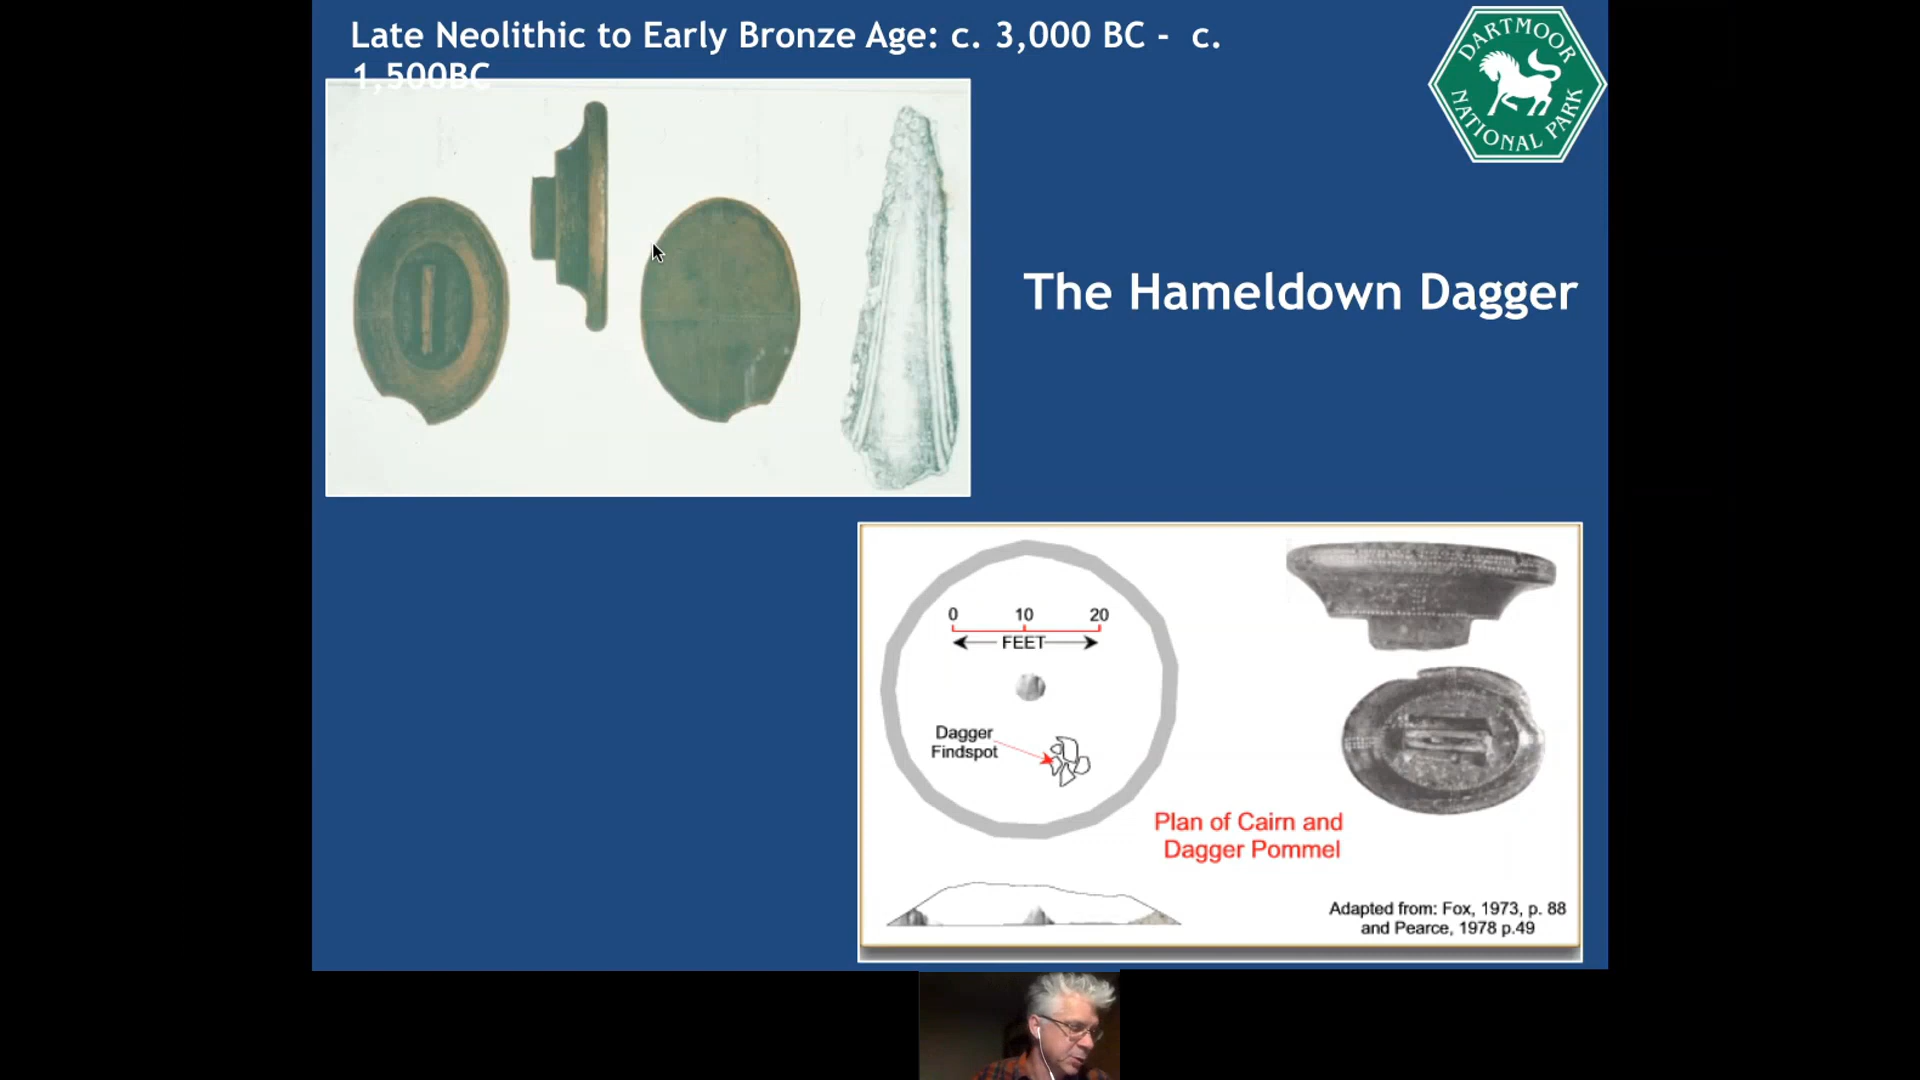 Late Neolithic to Early Bronze Age: c. 3,000 BC - c.
1,500BC
DARTMOOR
NATIONAL PARK
The Hameldown Dagger
0 10 20
FEET
Dagger
Findspot
Plan of Cairn and
Dagger Pommel
Adapted from: Fox, 1973, p. 88
and Pearce, 1978 p.49